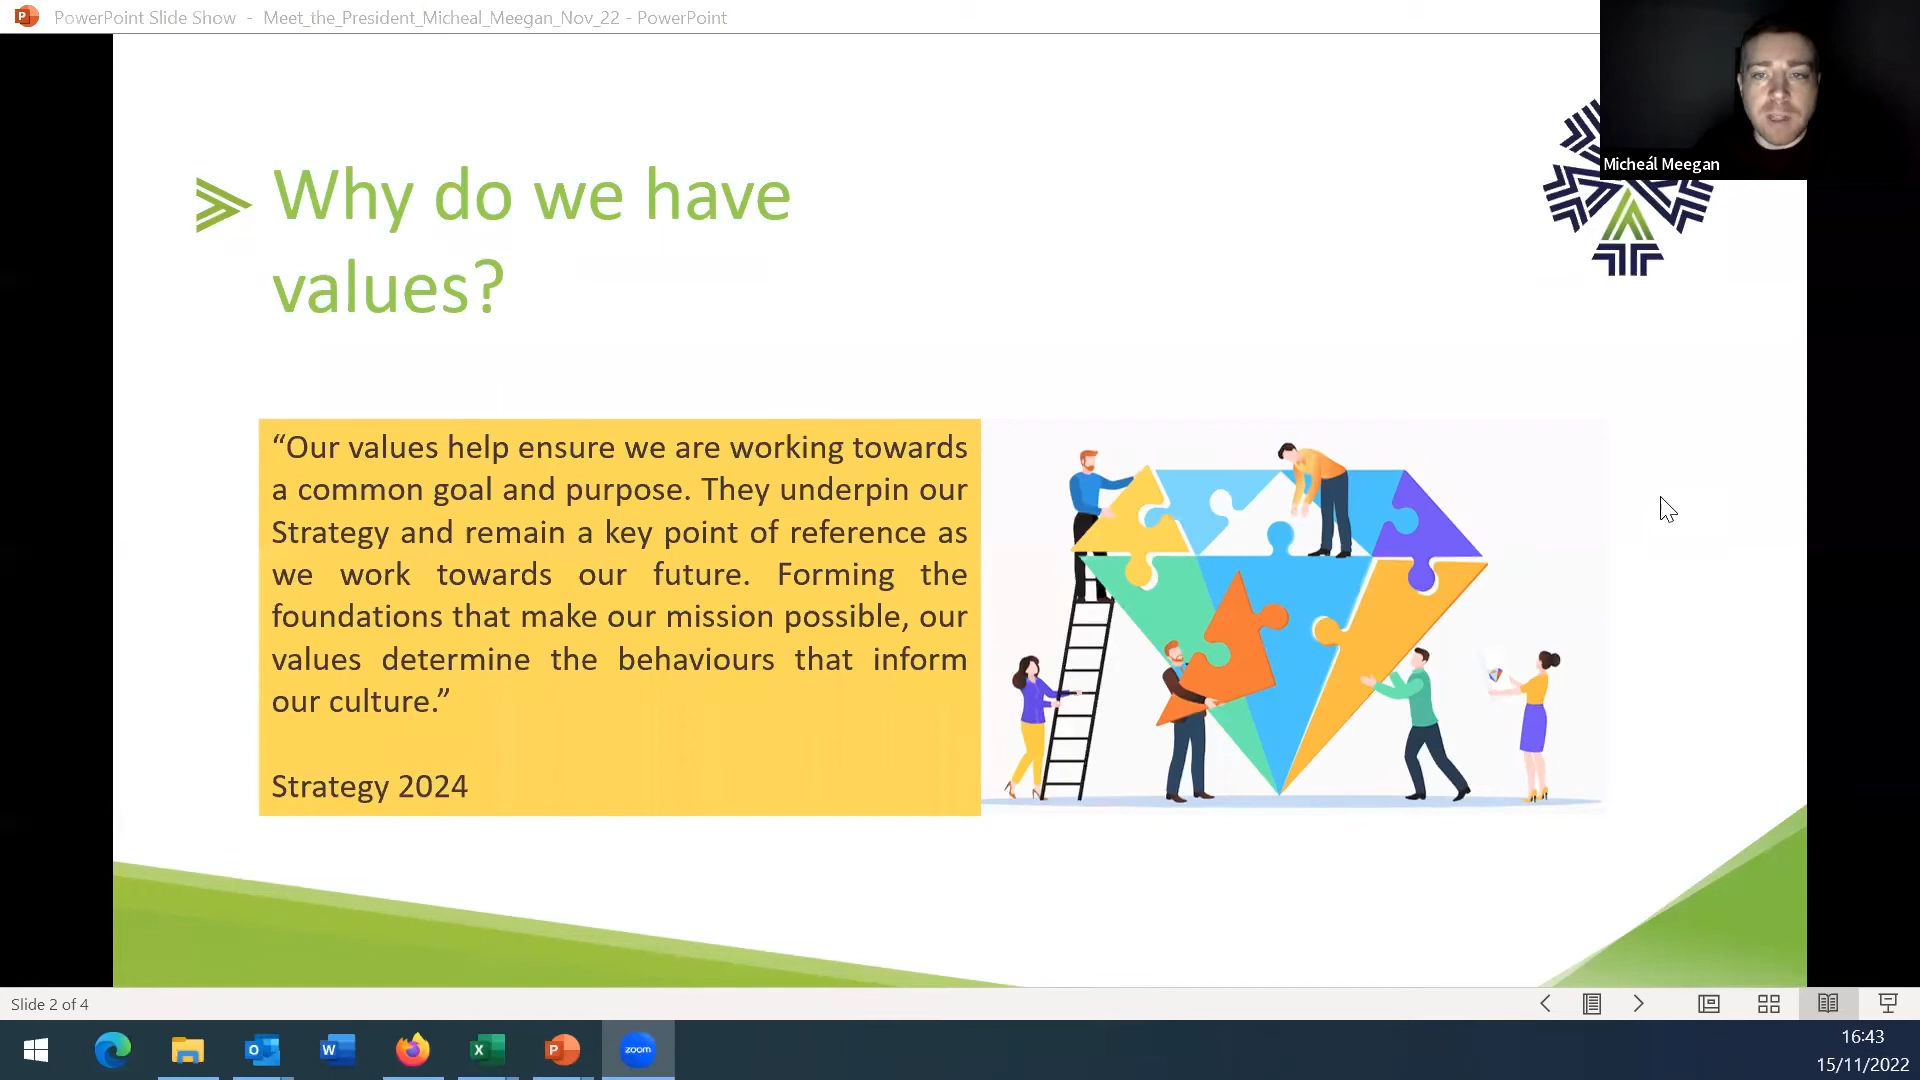 PowerPoint Slide Show - Meet_the_President_Micheal_Meegan_Nov_22 - PowerPoint
Micheál Meegan
Why do we have
values?
“Our values help ensure we are working towards
a common goal and purpose. They underpin our
Strategy and remain a key point of reference as
we work towards our future. Forming the
foundations that make our mission possible, our
values determine the behaviours that inform
our culture.”
Strategy 2024
Slide 2 of 4
zoom
16:43
15/11/2022